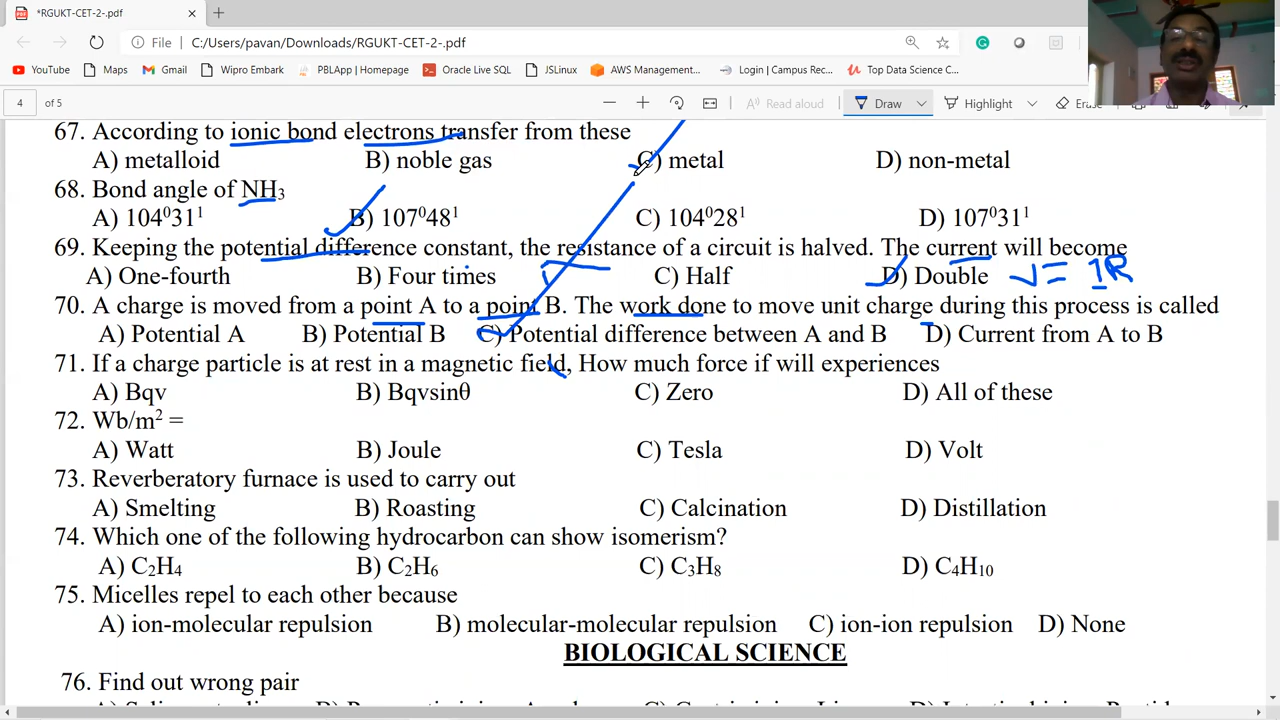 *RGUKT-CET-2-.pdf
File C:/Users/pavan/Downloads/RGUKT-CET-2-.pdf
YouTube Maps Gmail Wipro Embark PBLApp | Homepage Oracle Live SQL JSLinux AWS Management... Login | Campus Rec... Top Data Science C...
4 of 5 Read aloud Draw Highlight
67. According to ionic bond electrons transfer from these
A) metalloid B) noble gas C) metal D) non-metal
68. Bond angle of NH₃
A) 104⁰31¹ B) 107⁰48¹ C) 104⁰28¹ D) 107⁰31¹
69. Keeping the potential difference constant, the resistance of a circuit is halved. The current will become
A) One-fourth B) Four times C) Half D) Double V = IR
70. A charge is moved from a point A to a point B. The work done to move unit charge during this process is called
A) Potential A B) Potential B C) Potential difference between A and B D) Current from A to B
71. If a charge particle is at rest in a magnetic field, How much force if will experiences
A) Bqv B) Bqvsinθ C) Zero D) All of these
72. Wb/m² =
A) Watt B) Joule C) Tesla D) Volt
73. Reverberatory furnace is used to carry out
A) Smelting B) Roasting C) Calcination D) Distillation
74. Which one of the following hydrocarbon can show isomerism?
A) C₂H₄ B) C₂H₆ C) C₃H₈ D) C₄H₁₀
75. Micelles repel to each other because
A) ion-molecular repulsion B) molecular-molecular repulsion C) ion-ion repulsion D) None
BIOLOGICAL SCIENCE
76. Find out wrong pair